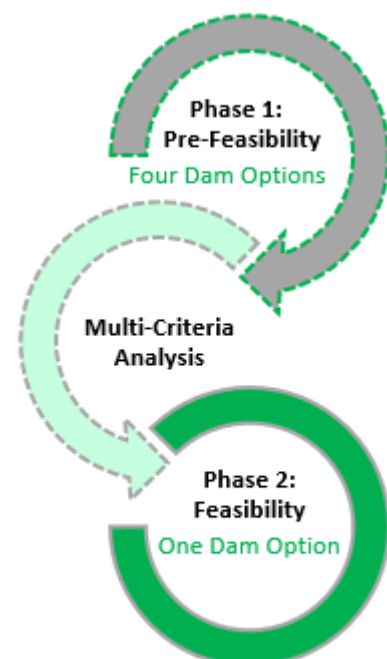 Phase 1:
Pre-Feasibility
Four Dam Options
Multi-Criteria
Analysis
Phase 2:
Feasibility
One Dam Option